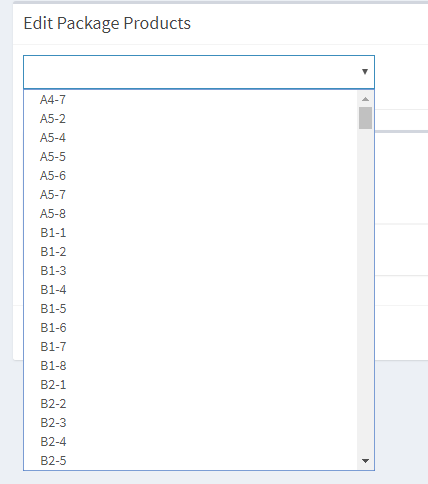 Edit Package Products
A4-7
A5-2
A5-4
A5-5
A5-6
A5-7
A5-8
B1-1
B1-2
B1-3
B1-4
B1-5
B1-6
B1-7
B1-8
B2-1
B2-2
B2-3
B2-4
B2-5